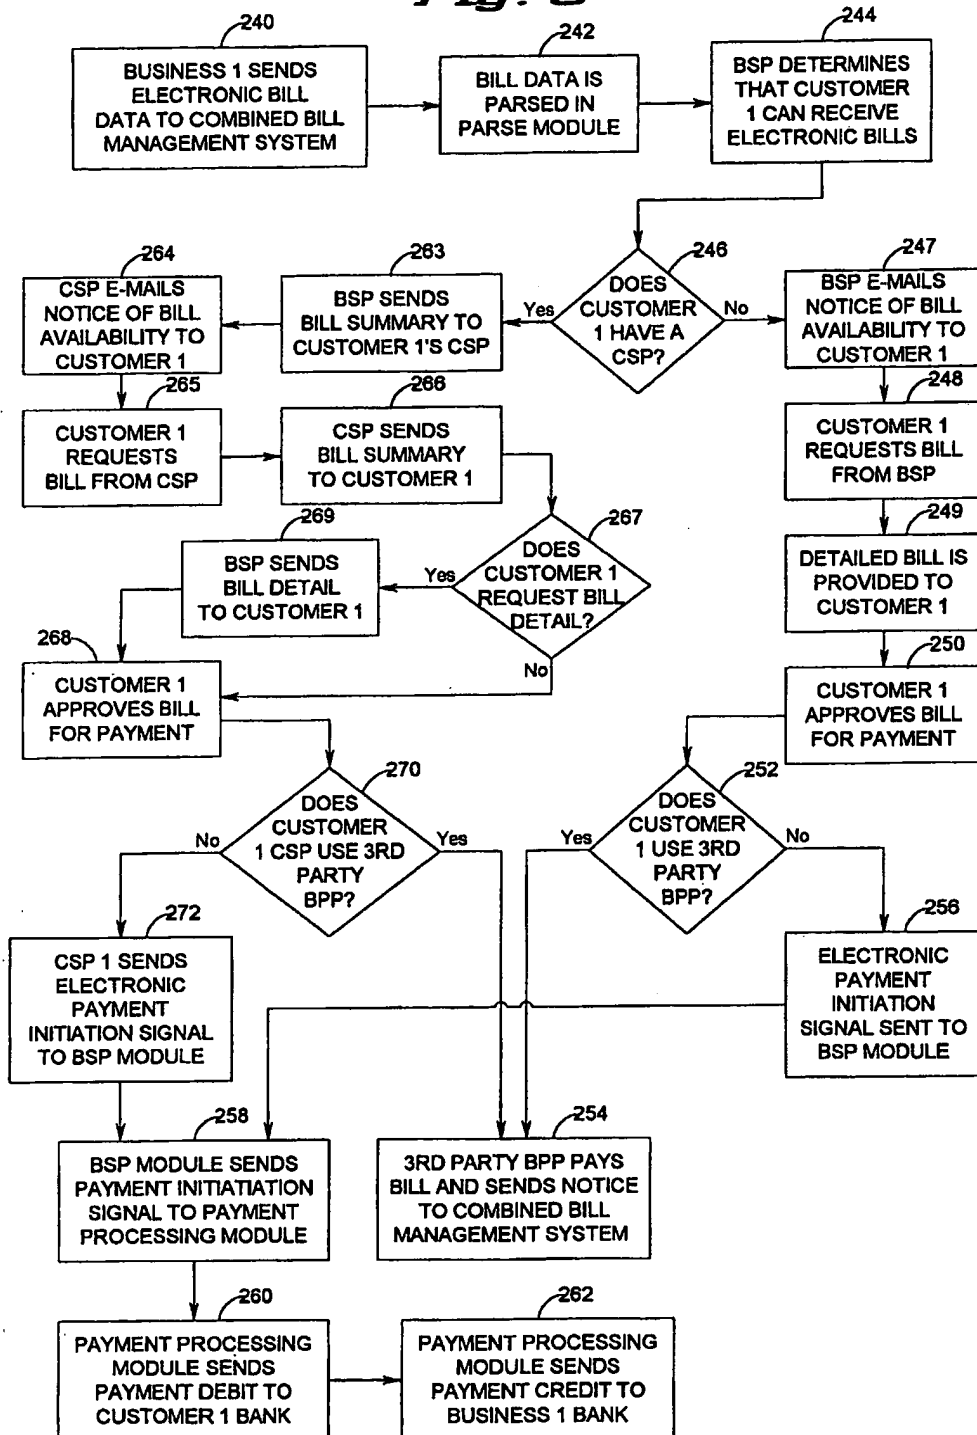 240
BUSINESS 1 SENDS
ELECTRONIC BILL
DATA TO COMBINED BILL
MANAGEMENT SYSTEM
242
BILL DATA IS
PARSED IN
PARSE MODULE
244
BSP DETERMINES
THAT CUSTOMER
1 CAN RECEIVE
ELECTRONIC BILLS
246
DOES
CUSTOMER
1 HAVE A
CSP?
Yes
No
247
BSP E-MAILS
NOTICE OF BILL
AVAILABILITY TO
CUSTOMER 1
263
BSP SENDS
BILL SUMMARY TO
CUSTOMER 1'S CSP
264
CSP E-MAILS
NOTICE OF BILL
AVAILABILITY TO
CUSTOMER 1
265
CUSTOMER 1
REQUESTS
BILL FROM CSP
266
CSP SENDS
BILL SUMMARY
TO CUSTOMER 1
248
CUSTOMER 1
REQUESTS BILL
FROM BSP
267
DOES
CUSTOMER 1
REQUEST BILL
DETAIL?
Yes
No
269
BSP SENDS
BILL DETAIL
TO CUSTOMER 1
249
DETAILED BILL IS
PROVIDED TO
CUSTOMER 1
268
CUSTOMER 1
APPROVES BILL
FOR PAYMENT
250
CUSTOMER 1
APPROVES BILL
FOR PAYMENT
270
DOES
CUSTOMER
1 CSP USE 3RD
PARTY
BPP?
No
Yes
252
DOES
CUSTOMER
1 USE 3RD
PARTY
BPP?
Yes
No
272
CSP 1 SENDS
ELECTRONIC
PAYMENT
INITIATION SIGNAL
TO BSP MODULE
256
ELECTRONIC
PAYMENT
INITIATION
SIGNAL SENT TO
BSP MODULE
258
BSP MODULE SENDS
PAYMENT INITIATIATION
SIGNAL TO PAYMENT
PROCESSING MODULE
254
3RD PARTY BPP PAYS
BILL AND SENDS NOTICE
TO COMBINED BILL
MANAGEMENT SYSTEM
260
PAYMENT PROCESSING
MODULE SENDS
PAYMENT DEBIT TO
CUSTOMER 1 BANK
262
PAYMENT PROCESSING
MODULE SENDS
PAYMENT CREDIT TO
BUSINESS 1 BANK